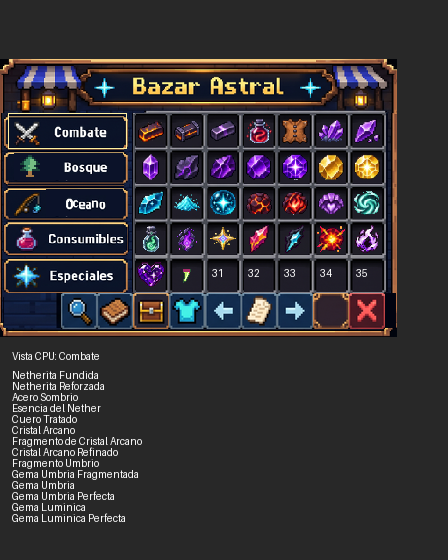 Bazar Astral
Combate
Bosque
Oceano
Consumibles
Especiales
31 32 33 34 35
Vista CPU: Combate
Netherita Fundida
Netherita Reforzada
Acero Sombrio
Esencia del Nether
Cuero Tratado
Cristal Arcano
Fragmento de Cristal Arcano
Cristal Arcano Refinado
Fragmento Umbrio
Gema Umbria Fragmentada
Gema Umbria
Gema Umbria Perfecta
Gema Luminica
Gema Luminica Perfecta